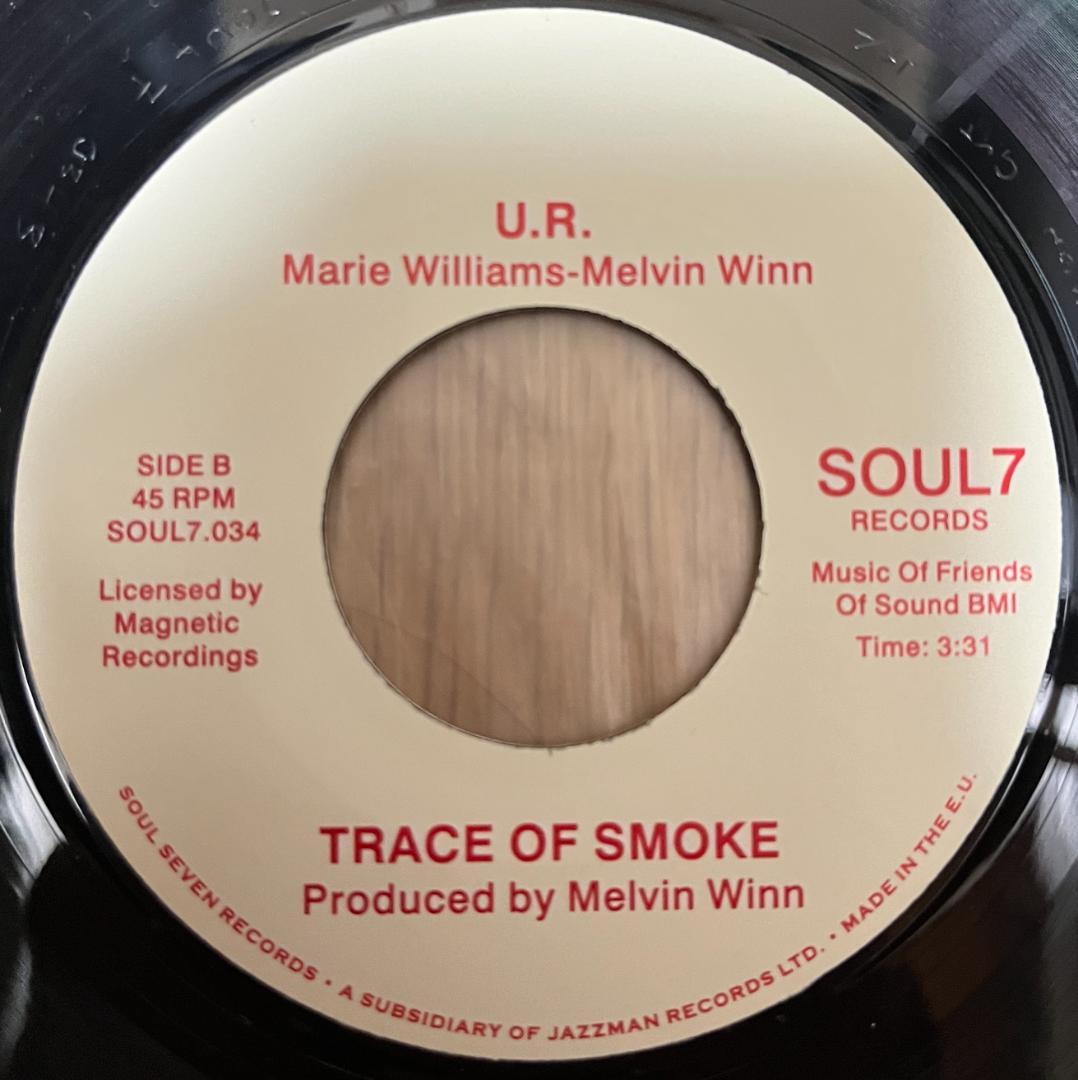 U.R.
Marie Williams-Melvin Winn
SIDE B
45 RPM
SOUL7.034
Licensed by
Magnetic
Recordings
SOUL7
RECORDS
Music Of Friends
Of Sound BMI
Time: 3:31
TRACE OF SMOKE
Produced by Melvin Winn
SOUL SEVEN RECORDS • A SUBSIDIARY OF JAZZMAN RECORDS LTD. • MADE IN THE E.U.